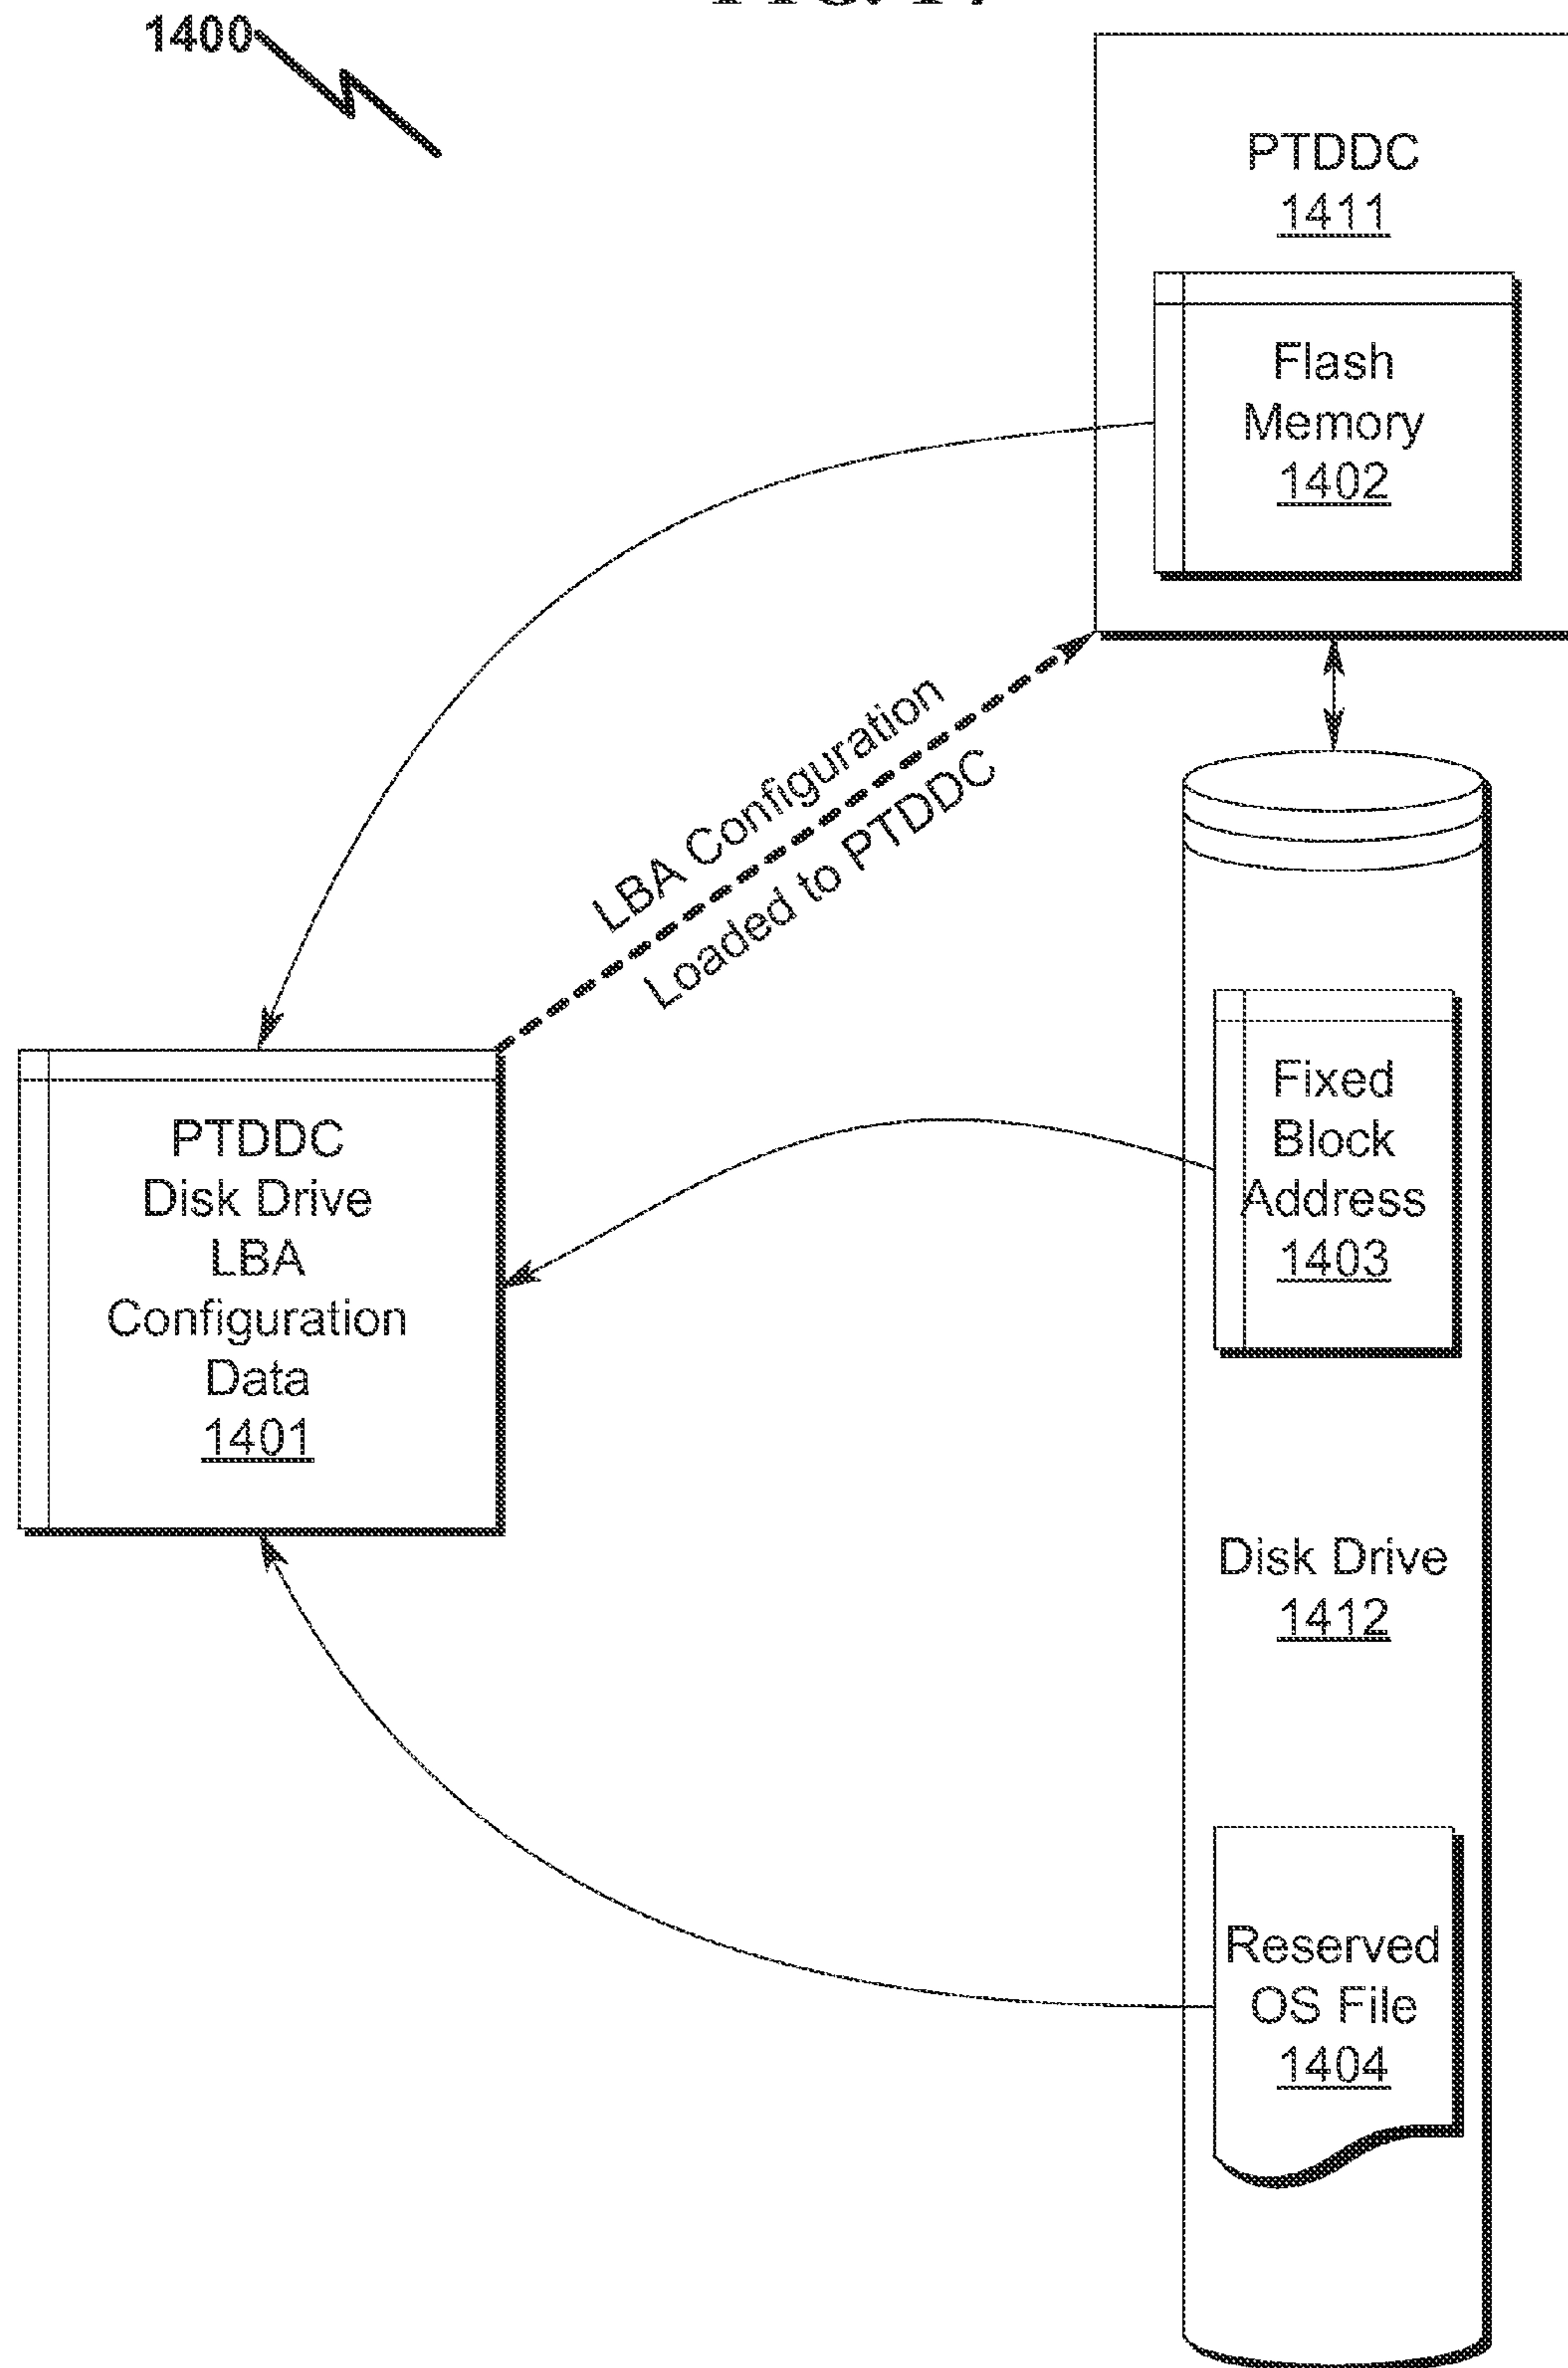 1400
PTDDC
1411
Flash
Memory
1402
LBA Configuration
Loaded to PTDDC
PTDDC
Disk Drive
LBA
Configuration
Data
1401
Fixed
Block
Address
1403
Disk Drive
1412
Reserved
OS File
1404